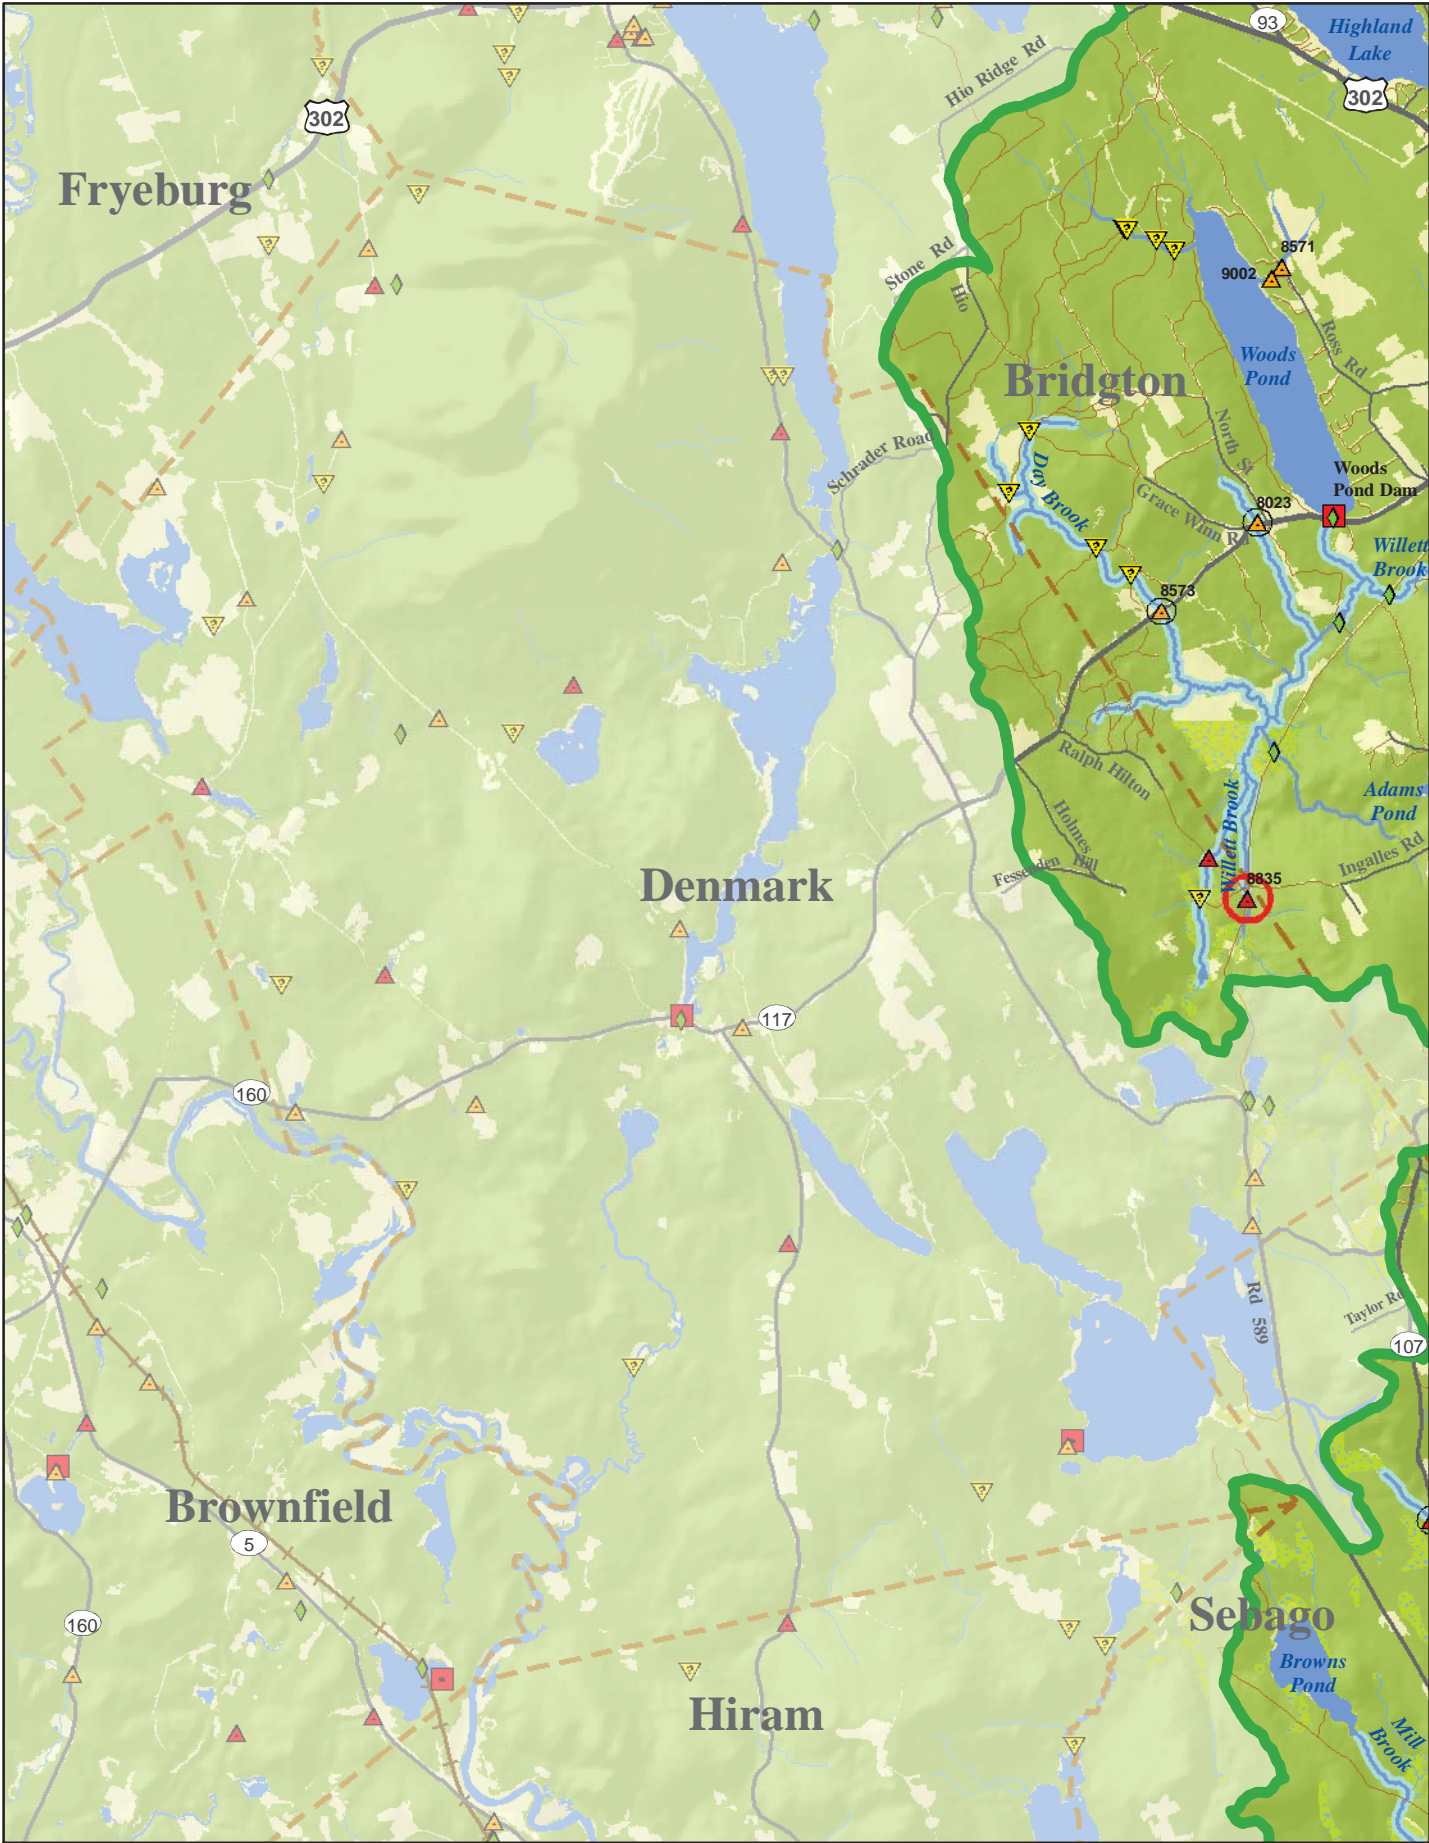 93
Highland
Lake
302
302
Hio Ridge Rd
Fryeburg
Stone Rd
Hio
8571
9002
Ross Rd
Woods
Pond
Bridgton
North St
Schrader Road
Day Brook
Woods
Pond Dam
Grace Winn Rd
8023
Willett
Brook
8573
Ralph Hilton
Adams
Pond
Holmes
Hill
Willett Brook
Ingalles Rd
Fessenden
8835
Denmark
117
160
Rd 589
Taylor Rd
107
Brownfield
5
160
Sebago
Browns
Pond
Hiram
Mill
Brook